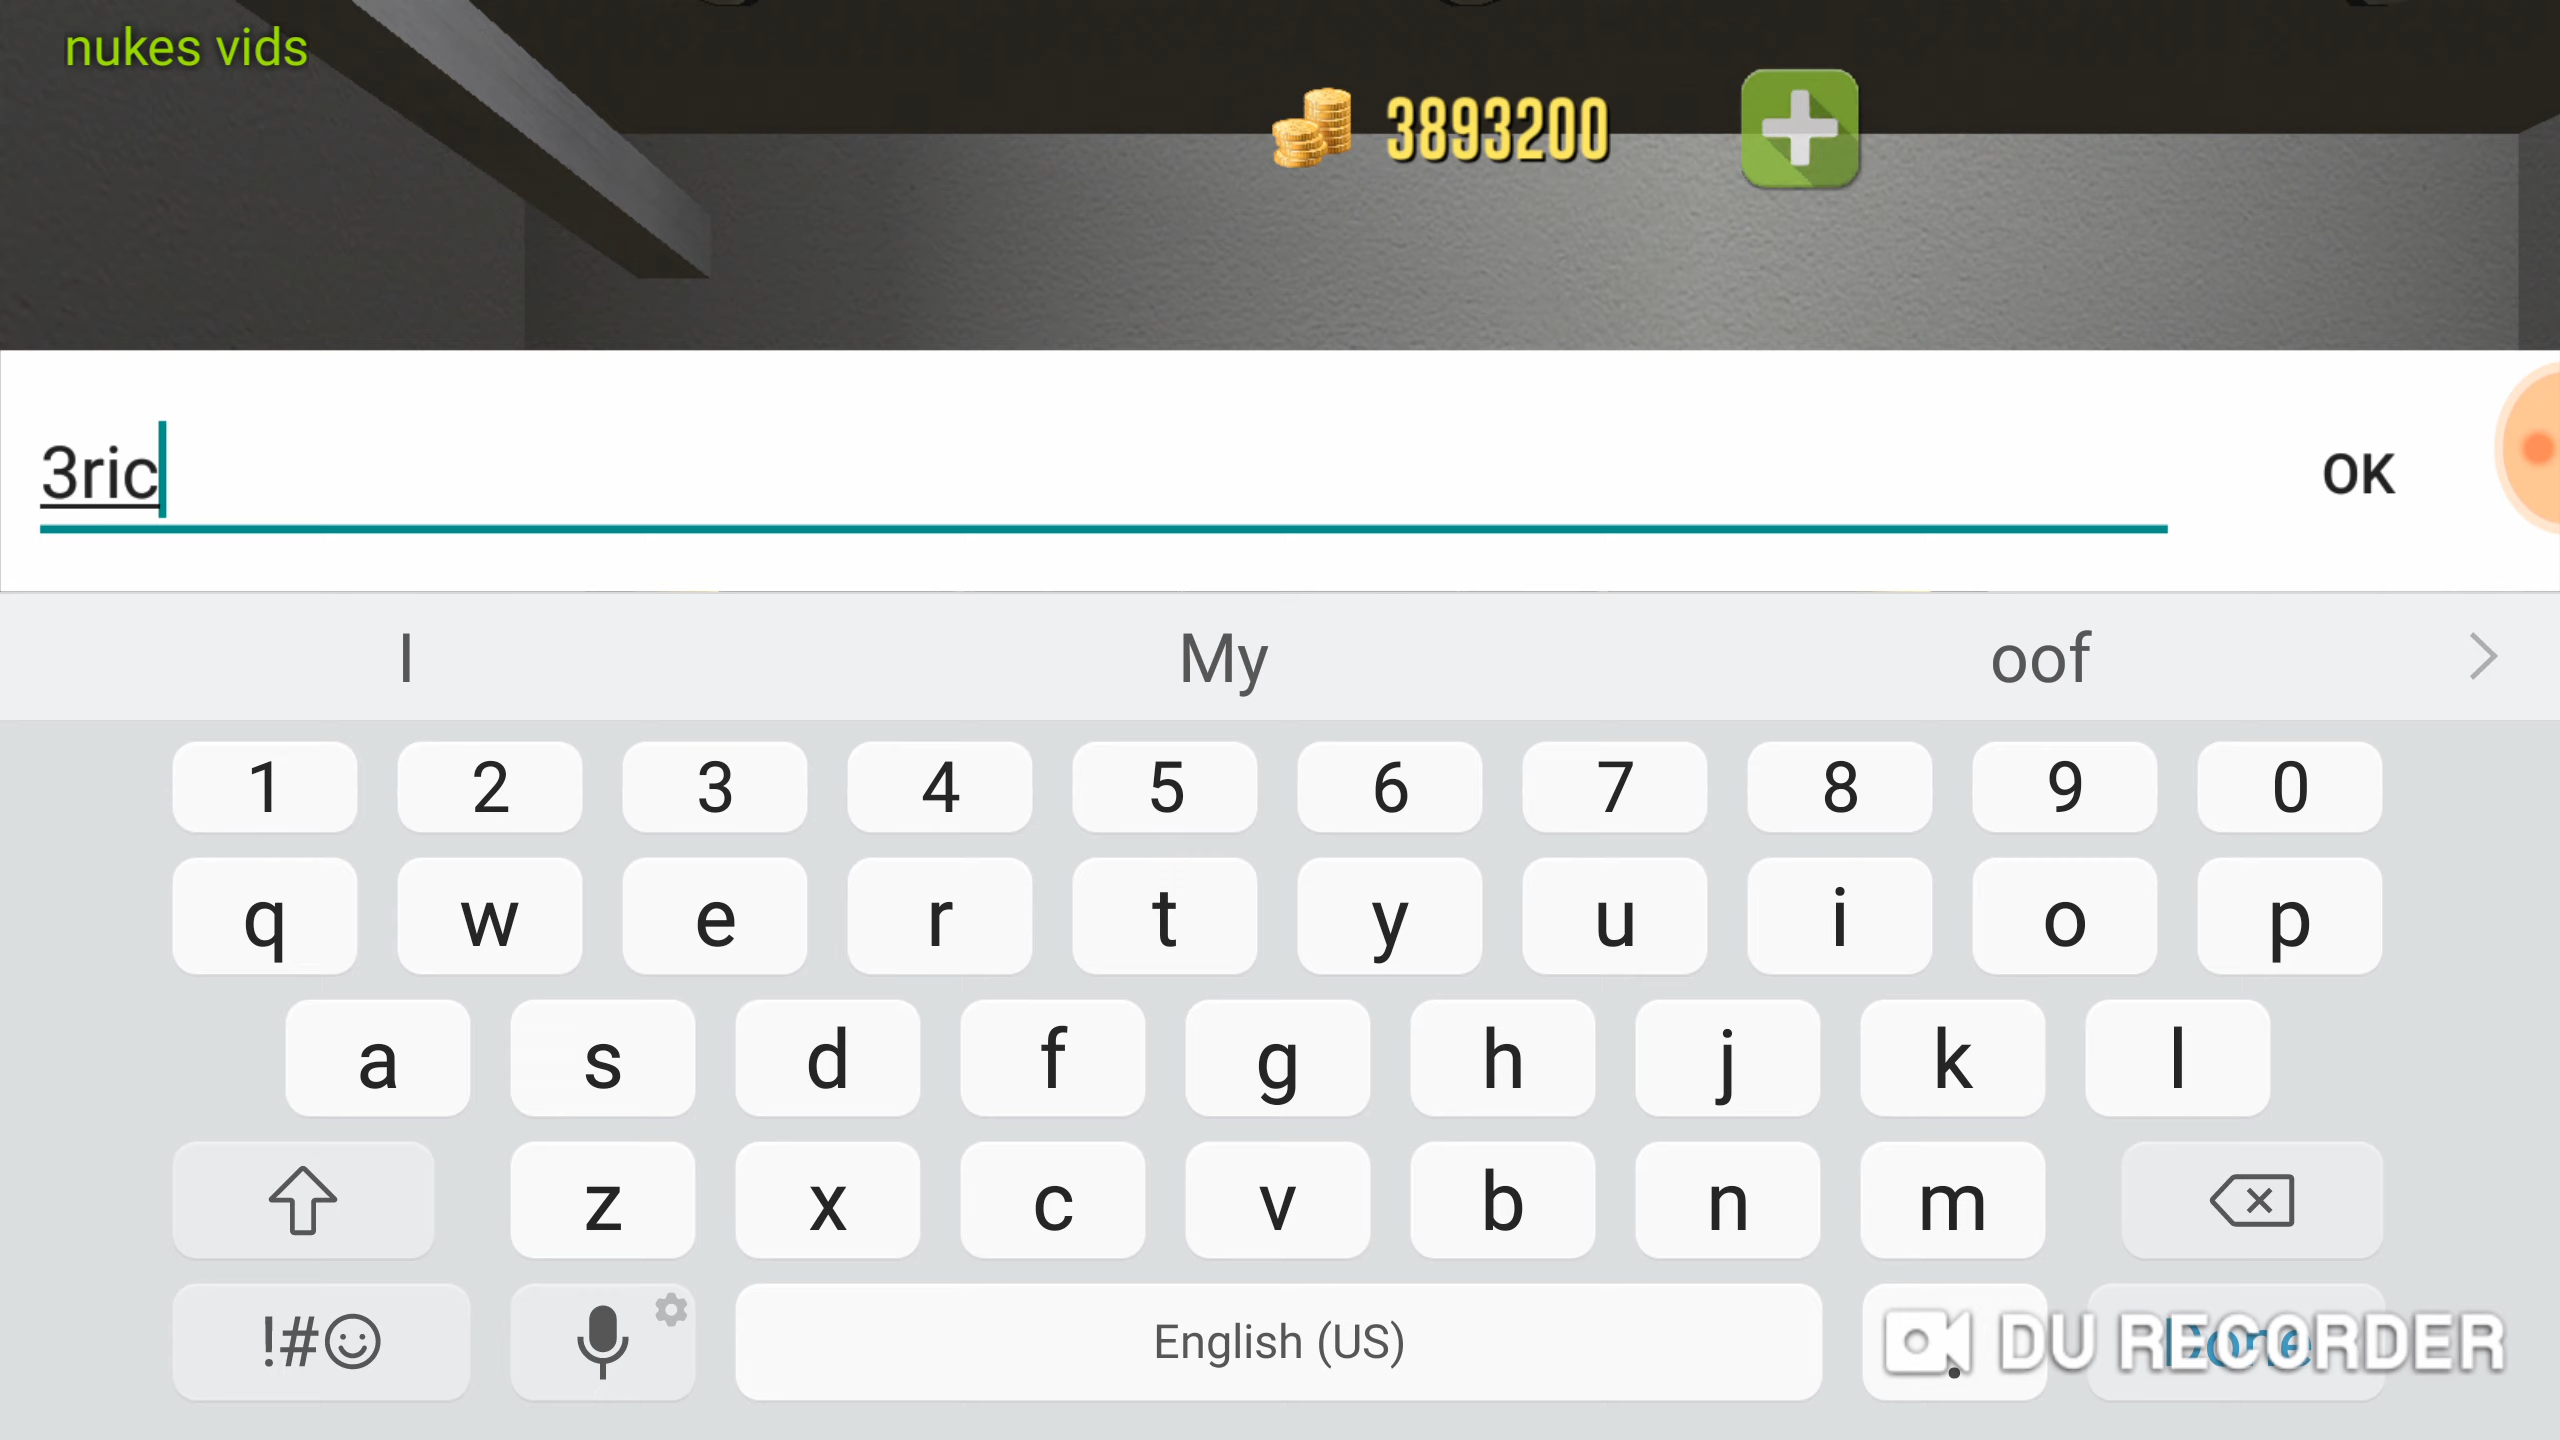 nukes vids
3893200
3ric
OK
I My oof
1 2 3 4 5 6 7 8 9 0
q w e r t y u i o p
a s d f g h j k l
z x c v b n m
!#☺ English (US) . Done
DU RECORDER